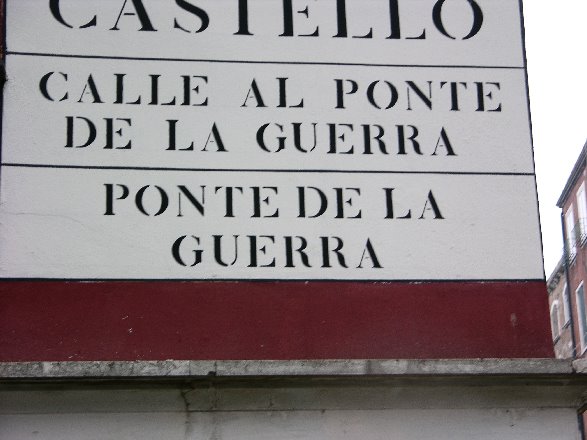 CASTELLO
CALLE AL PONTE
DE LA GUERRA
PONTE DE LA
GUERRA